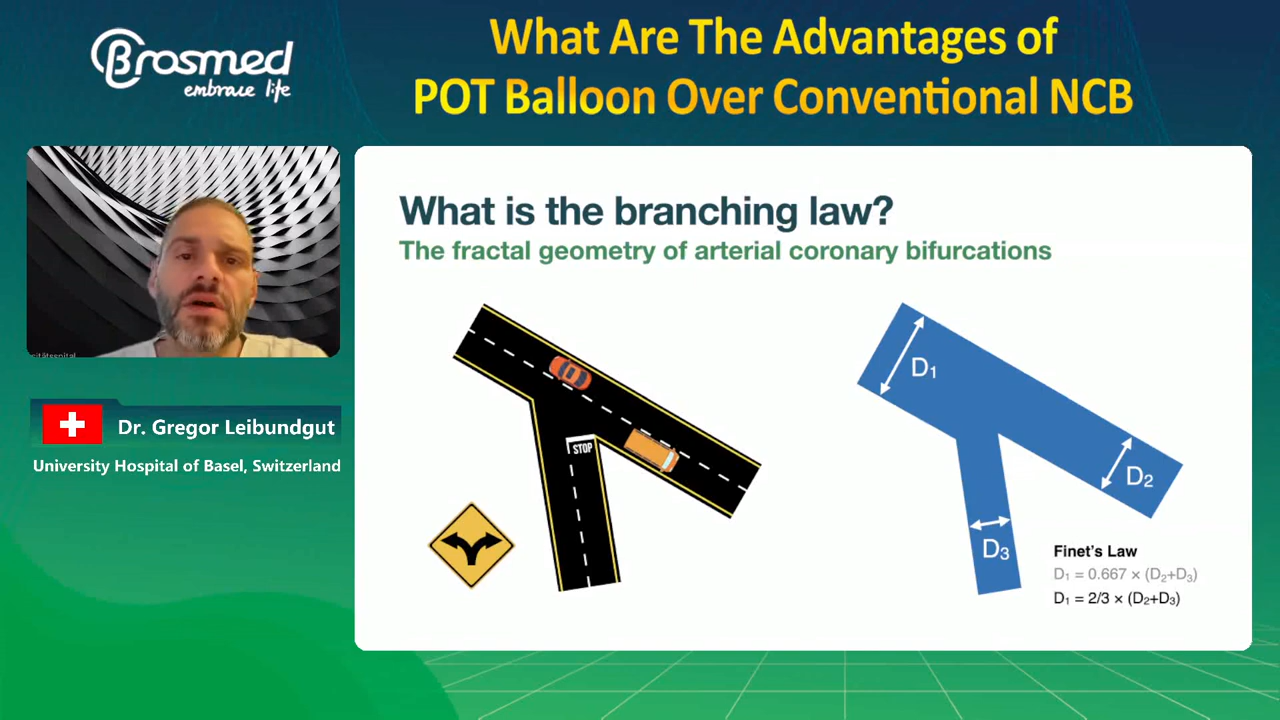 Brosmed
embrace life
What Are The Advantages of
POT Balloon Over Conventional NCB
What is the branching law?
The fractal geometry of arterial coronary bifurcations
STOP
D₁
D₂
D₃
Finet's Law
D₁ = 0.667 × (D₂+D₃)
D₁ = 2/3 × (D₂+D₃)
Dr. Gregor Leibundgut
University Hospital of Basel, Switzerland